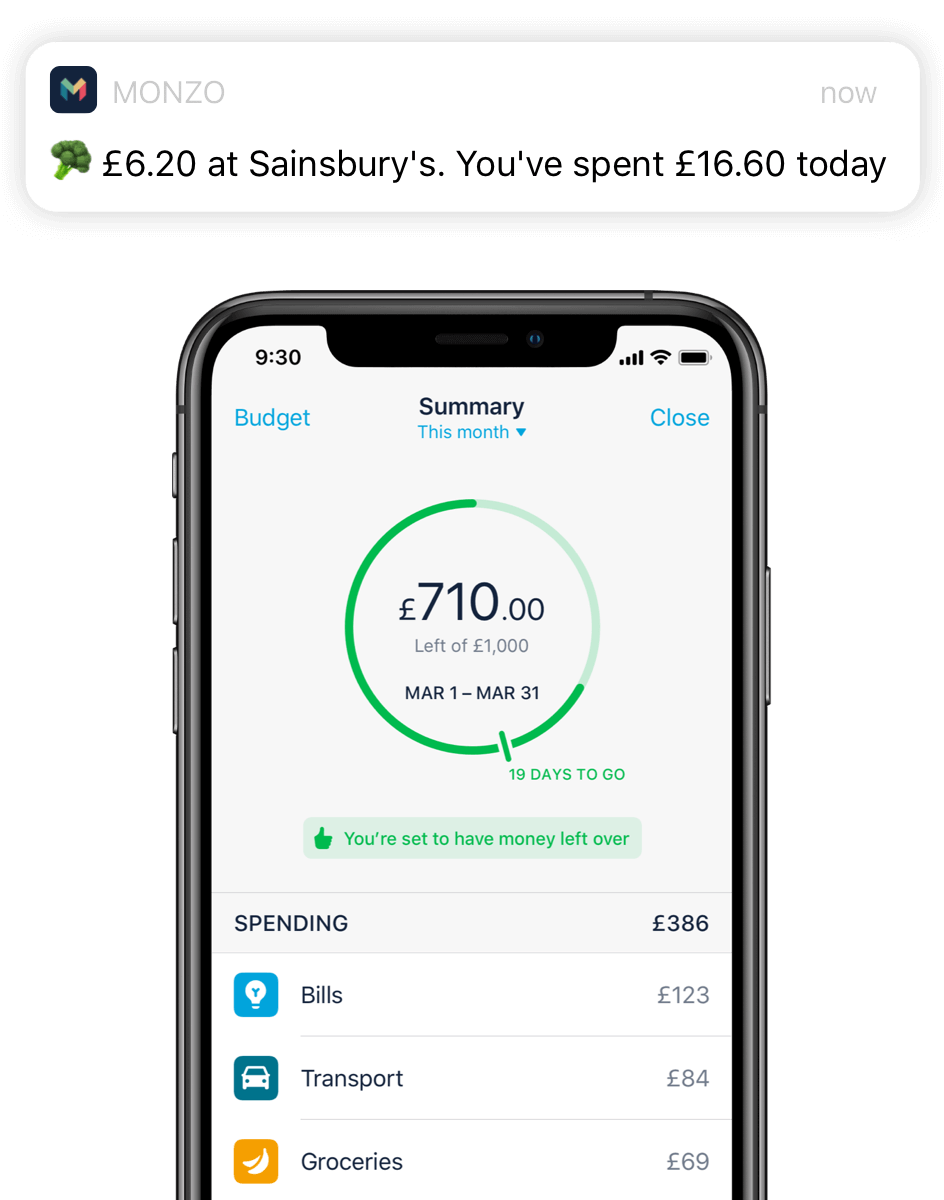 MONZO
now
🥦 £6.20 at Sainsbury's. You've spent £16.60 today
9:30
Budget
Summary
Close
This month ▼
£710.00
Left of £1,000
MAR 1 – MAR 31
19 DAYS TO GO
You’re set to have money left over
SPENDING £386
Bills £123
Transport £84
Groceries £69